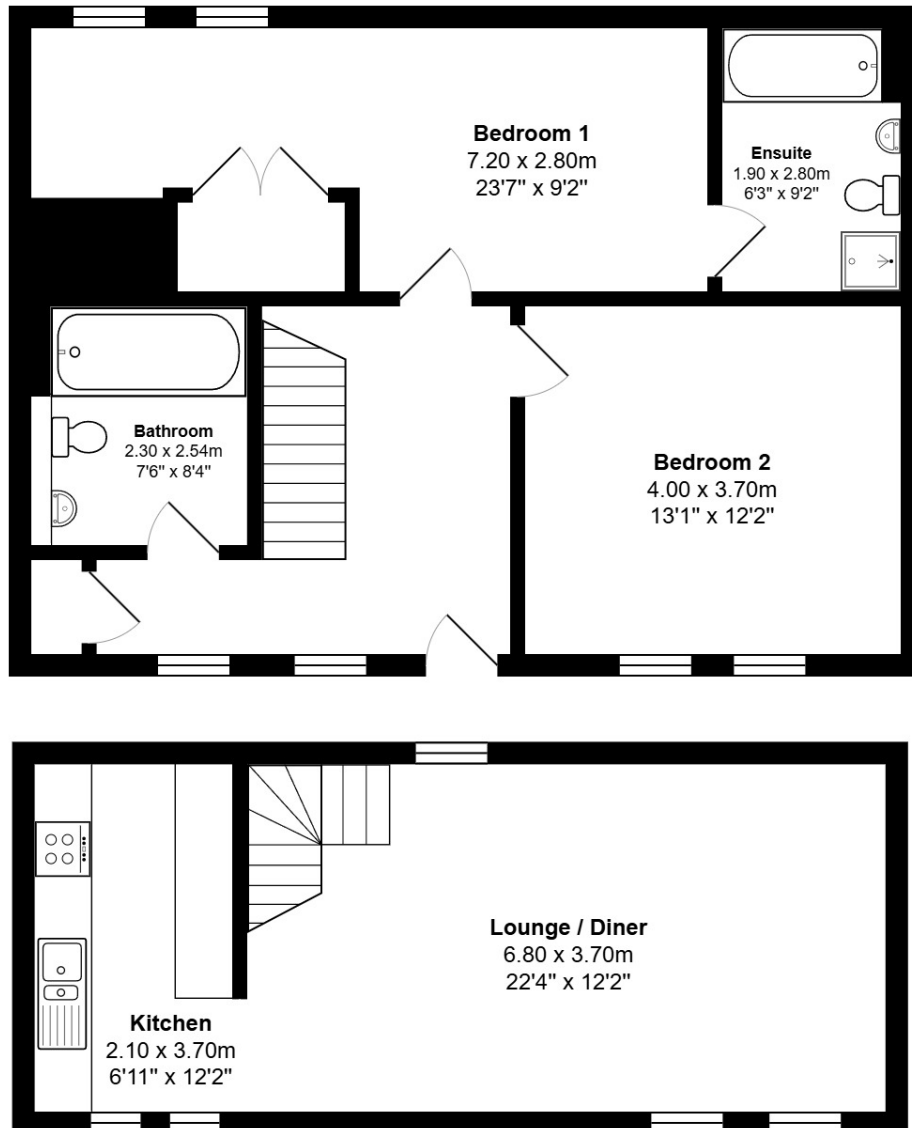 Bedroom 1
7.20 x 2.80m
23'7" x 9'2"
Ensuite
1.90 x 2.80m
6'3" x 9'2"
Bathroom
2.30 x 2.54m
7'6" x 8'4"
Bedroom 2
4.00 x 3.70m
13'1" x 12'2"
Lounge / Diner
6.80 x 3.70m
22'4" x 12'2"
Kitchen
2.10 x 3.70m
6'11" x 12'2"